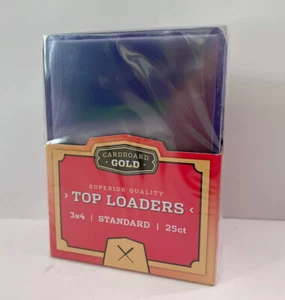 CARDBOARD
GOLD
SUPERIOR QUALITY
TOP LOADERS
3x4 | STANDARD | 25ct